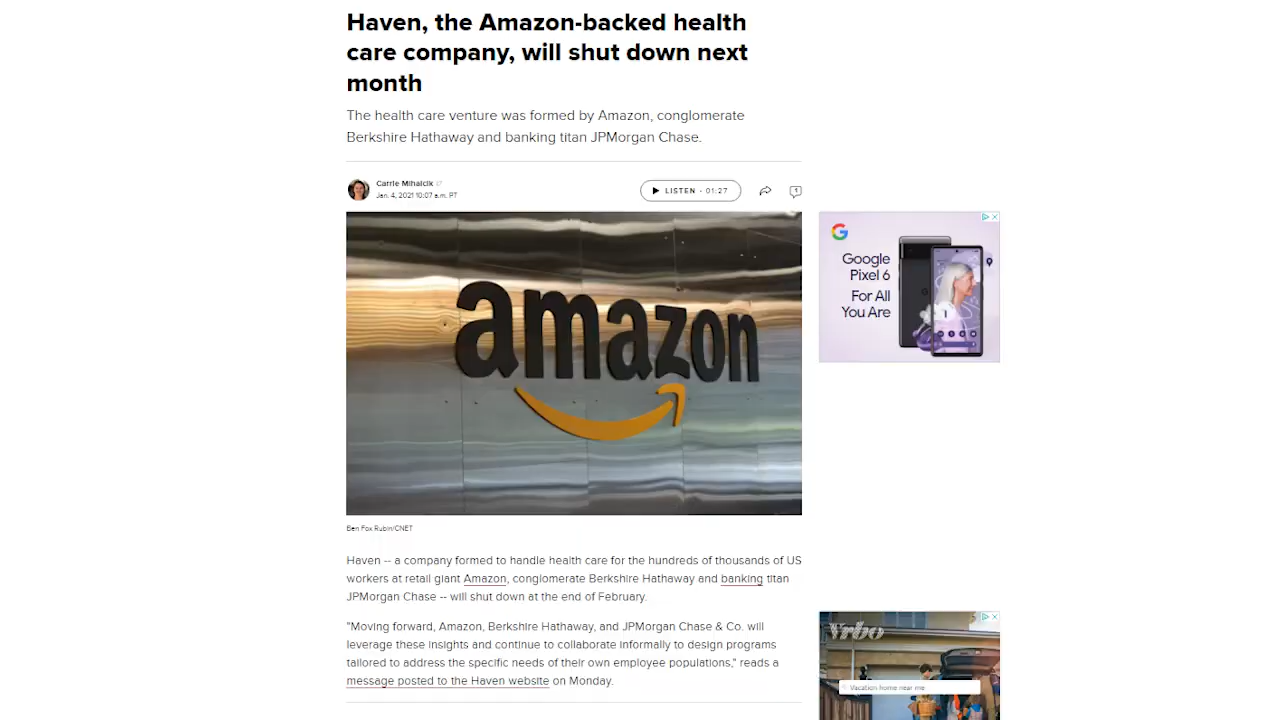 Haven, the Amazon-backed health
care company, will shut down next
month
The health care venture was formed by Amazon, conglomerate
Berkshire Hathaway and banking titan JPMorgan Chase.
Carrie Mihalcik
Jan. 4, 2021 10:07 a.m. PT
LISTEN - 01:27
1
amazon
Ben Fox Rubin/CNET
Haven -- a company formed to handle health care for the hundreds of thousands of US
workers at retail giant Amazon, conglomerate Berkshire Hathaway and banking titan
JPMorgan Chase -- will shut down at the end of February.
"Moving forward, Amazon, Berkshire Hathaway, and JPMorgan Chase & Co. will
leverage these insights and continue to collaborate informally to design programs
tailored to address the specific needs of their own employee populations," reads a
message posted to the Haven website on Monday.
G
Google
Pixel 6
For All
You Are
Vrbo
Vacation home near me